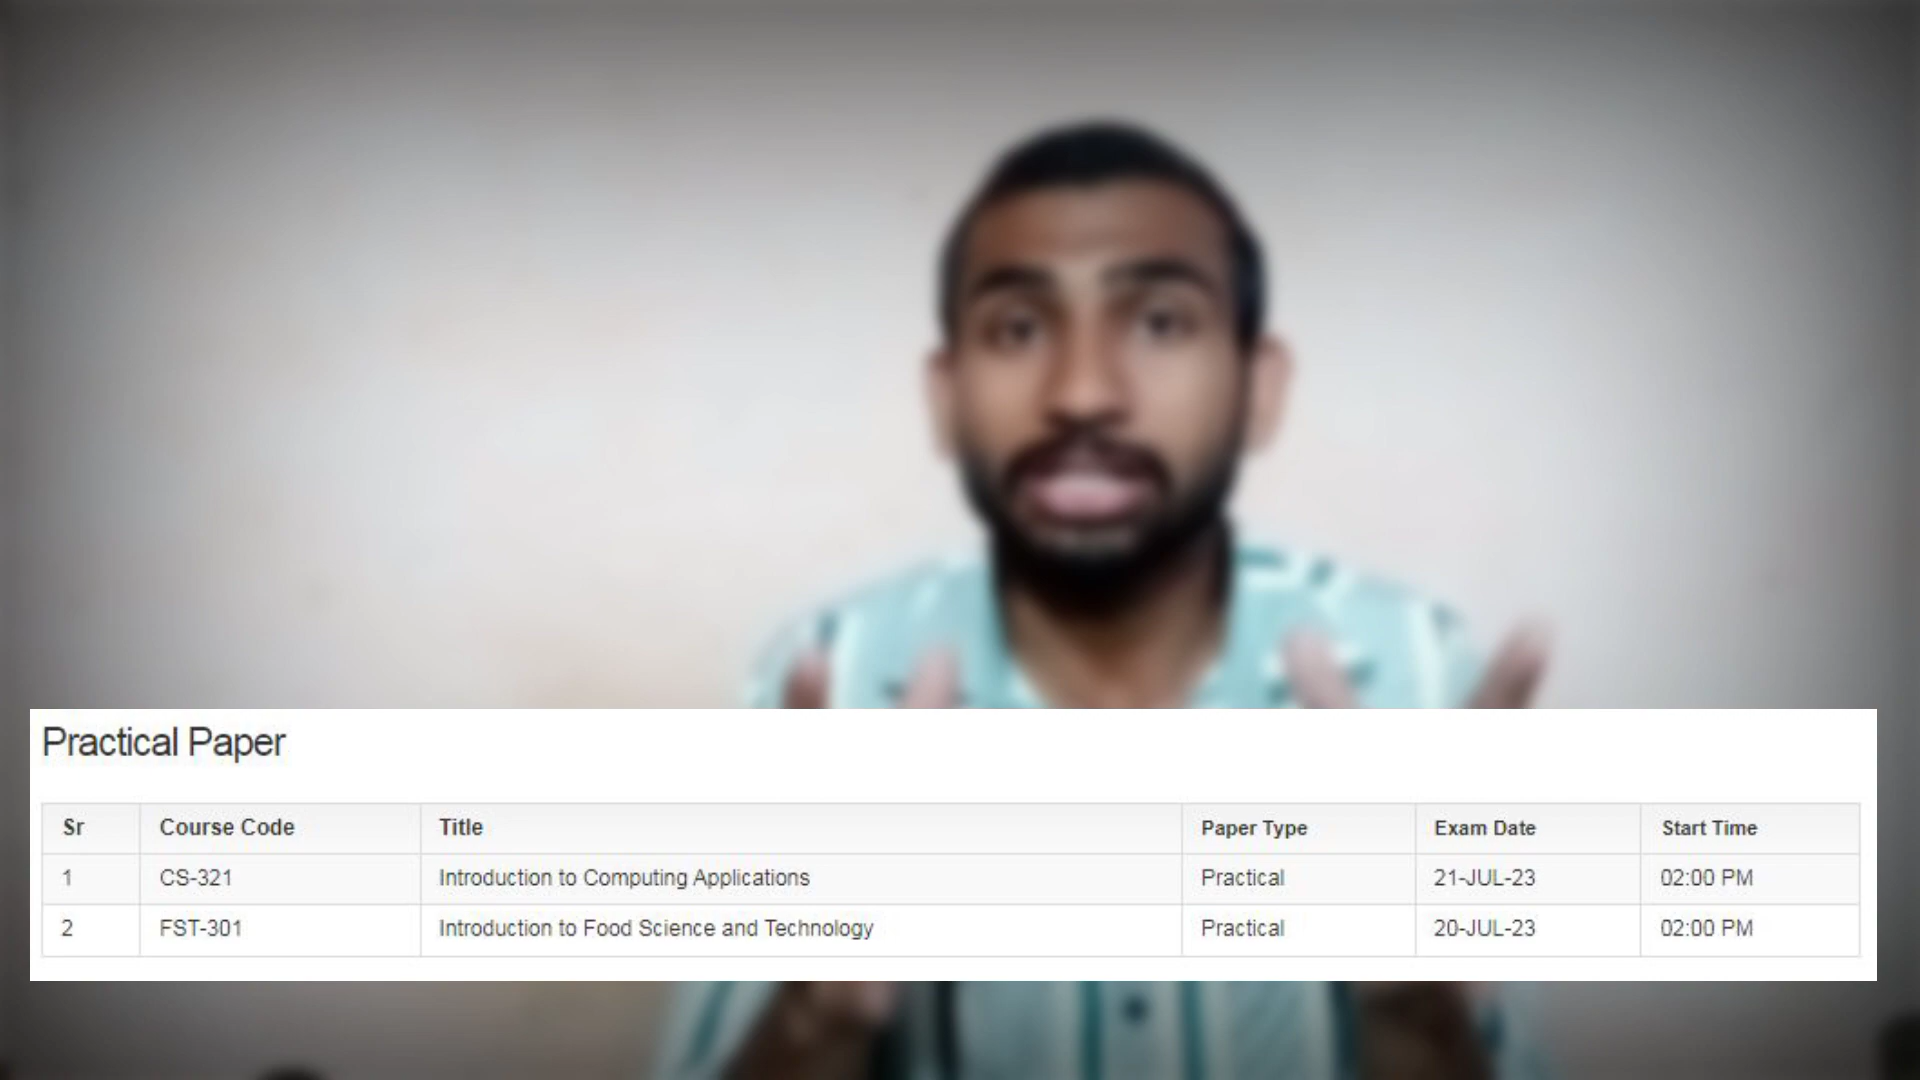 Practical Paper
Sr Course Code Title Paper Type Exam Date Start Time
1 CS-321 Introduction to Computing Applications Practical 21-JUL-23 02:00 PM
2 FST-301 Introduction to Food Science and Technology Practical 20-JUL-23 02:00 PM